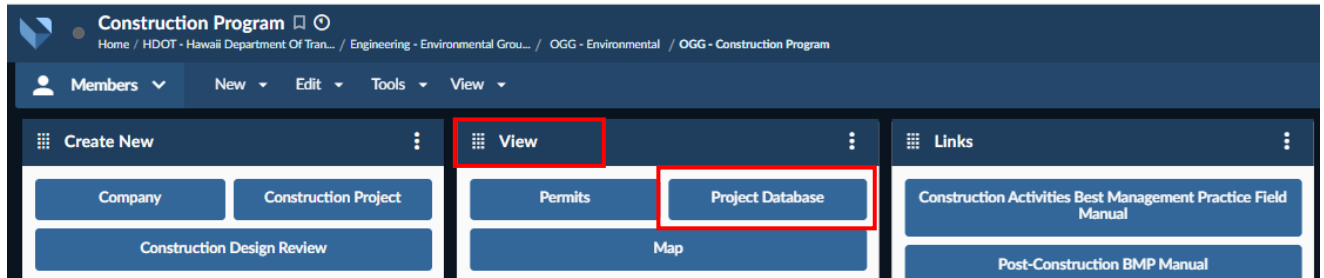 Construction Program
Home / HDOT - Hawaii Department Of Tran... / Engineering - Environmental Grou... / OGG - Environmental / OGG - Construction Program
Members New Edit Tools View
Create New
Company Construction Project
Construction Design Review
View
Permits Project Database
Map
Links
Construction Activities Best Management Practice Field
Manual
Post-Construction BMP Manual